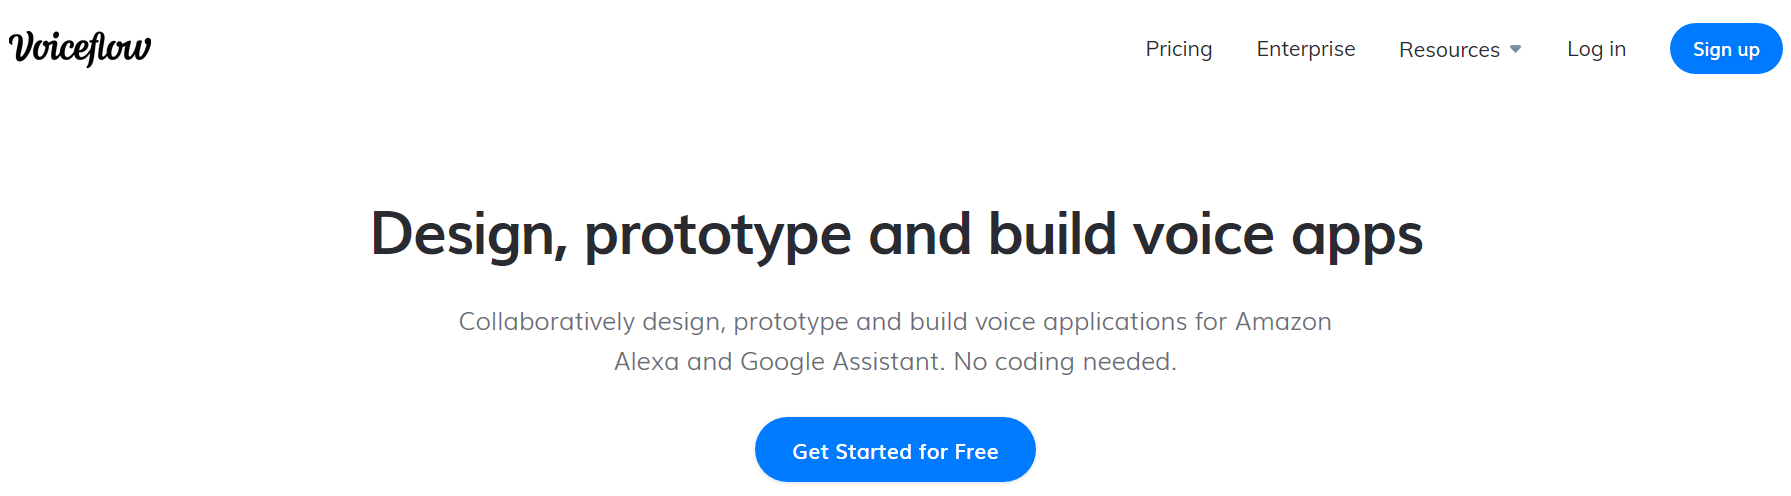 Voiceflow
Pricing
Enterprise
Resources
Log in
Sign up
Design, prototype and build voice apps
Collaboratively design, prototype and build voice applications for Amazon
Alexa and Google Assistant. No coding needed.
Get Started for Free